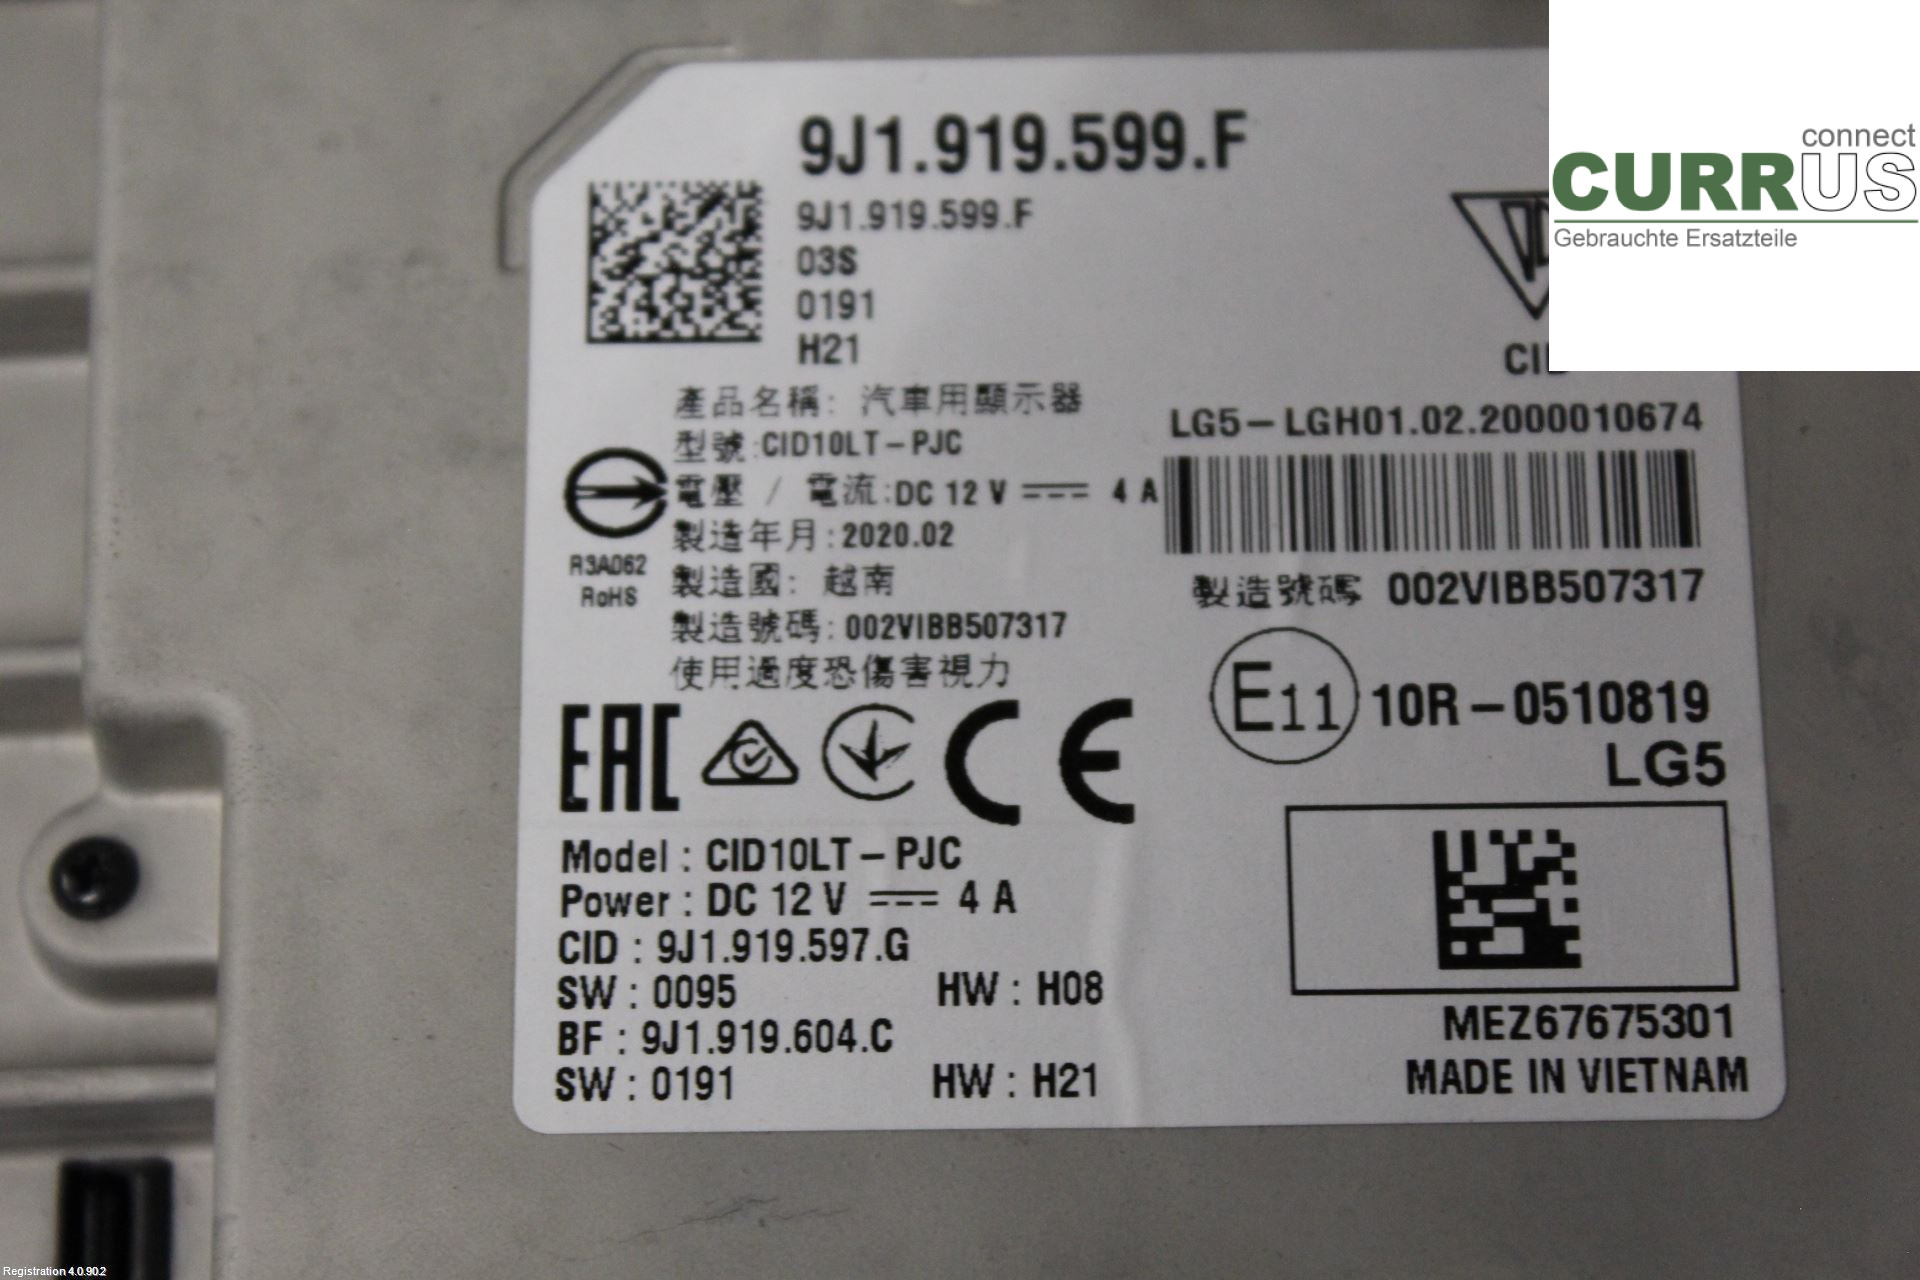 9J1.919.599.F
9J1.919.599.F
03S
0191
H21
connect
CURRUS
Gebrauchte Ersatzteile
產品名稱: 汽車用顯示器
型號:CID10LT-PJC
電壓 / 電流:DC 12 V 4 A
製造年月:2020.02
製造國: 越南
製造號碼: 002VIBB507317
使用過度恐傷害視力
R3A062
RoHS
LG5-LGH01.02.2000010674
製造號碼 002VIBB507317
E11 10R-0510819
LG5
EAC
CE
Model : CID10LT-PJC
Power : DC 12 V 4 A
CID : 9J1.919.597.G
SW : 0095 HW : H08
BF : 9J1.919.604.C
SW : 0191 HW : H21
MEZ67675301
MADE IN VIETNAM
Registration 4.0.90.2